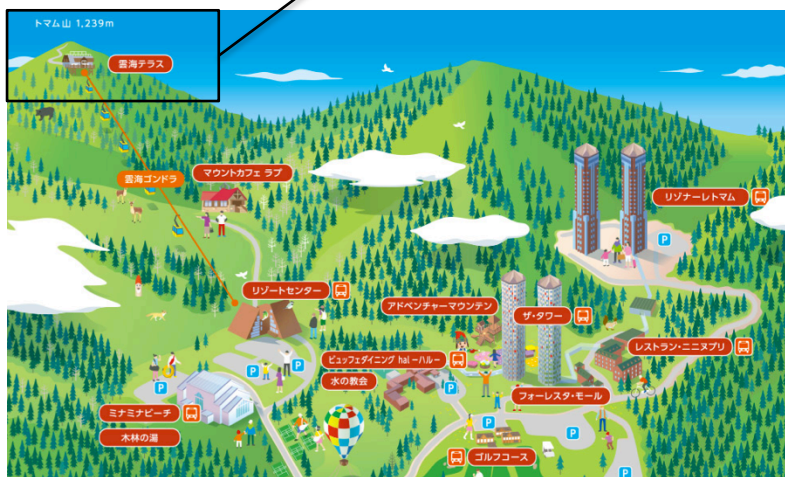 トマム山 1,239m
雲海テラス
雲海ゴンドラ
マウントカフェ ラブ
リゾナーレトマム
P
リゾートセンター
アドベンチャーマウンテン
ザ・タワー
レストラン・ニニヌプリ
ビュッフェダイニング hal －ハル－
水の教会
フォーレスタ・モール
P
P
P
P
ミナミナビーチ
木林の湯
ゴルフコース
P
P
P